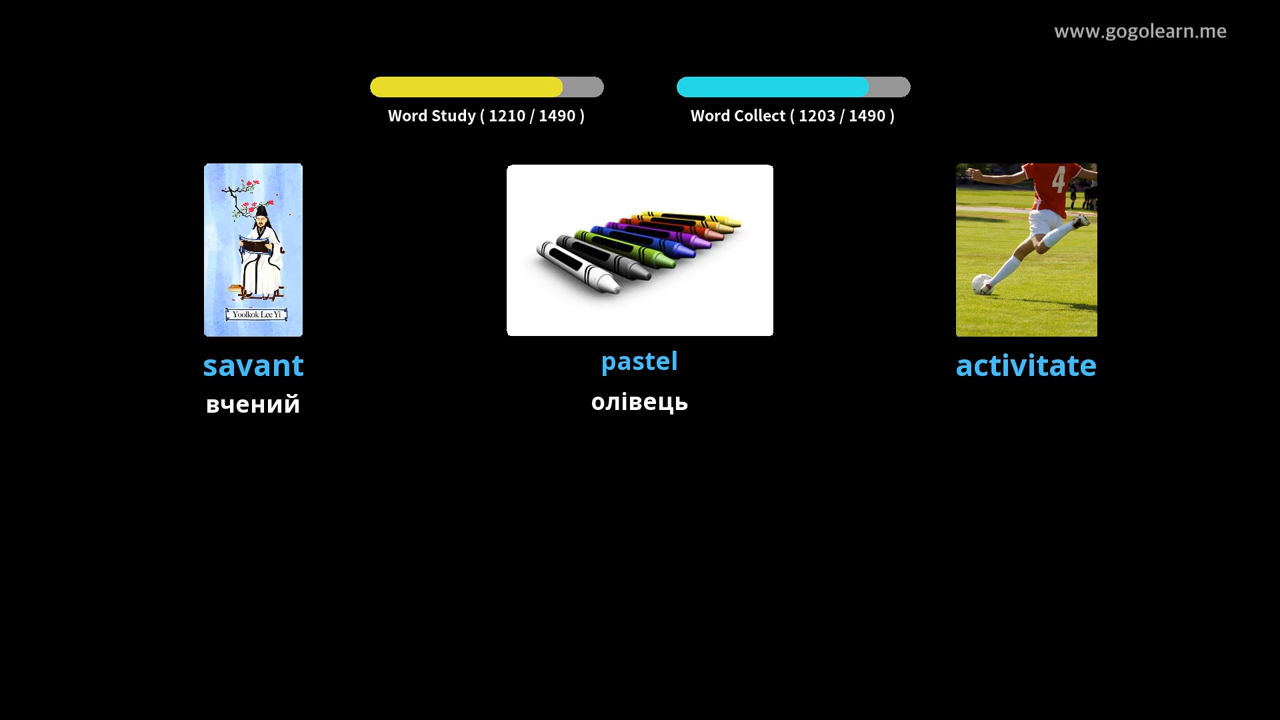 www.gogolearn.me
Word Study ( 1210 / 1490 )
Word Collect ( 1203 / 1490 )
4
Yoolkok Lee Yi
savant
pastel
activitate
вчений
олівець